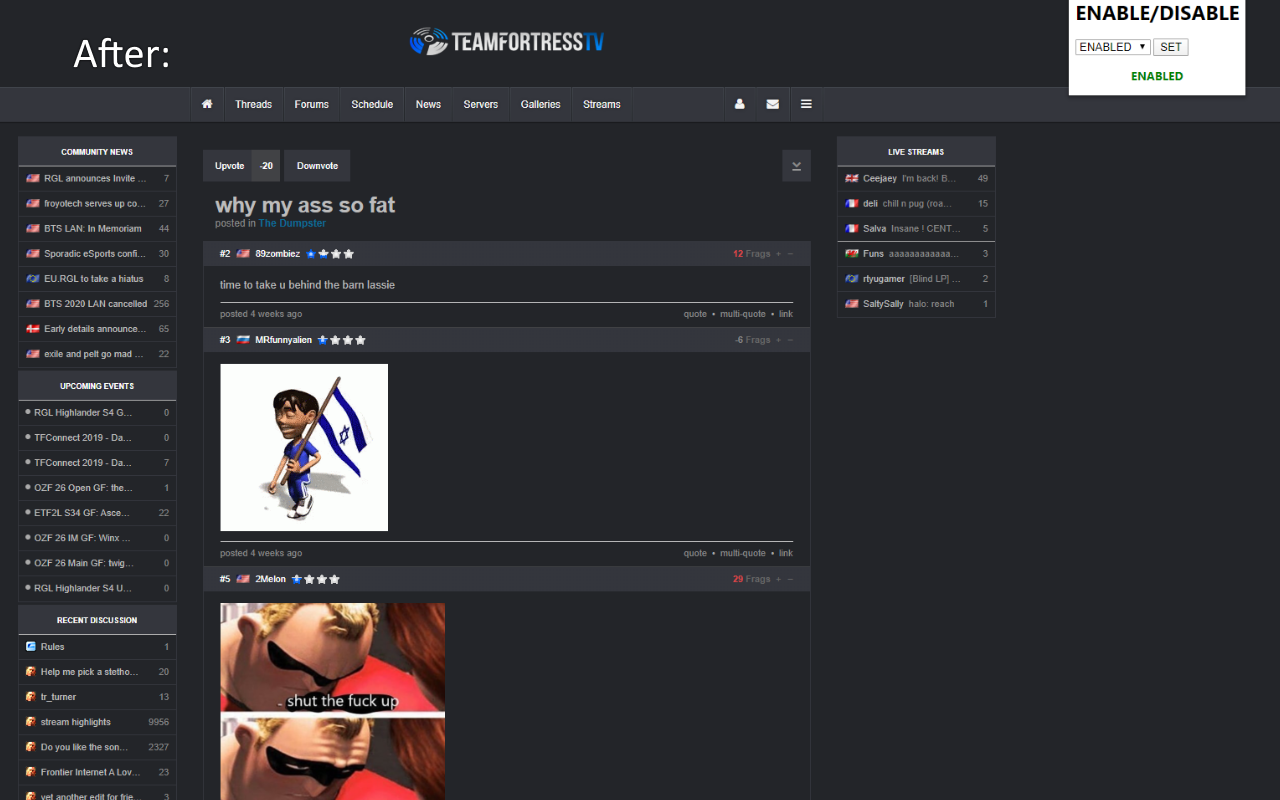 After:
TEAMFORTRESSTV
ENABLE/DISABLE
ENABLED SET
ENABLED
Threads Forums Schedule News Servers Galleries Streams
COMMUNITY NEWS
RGL announces Invite ... 7
froyotech serves up co... 27
BTS LAN: In Memoriam 44
Sporadic eSports confi... 30
EU.RGL to take a hiatus 8
BTS 2020 LAN cancelled 256
Early details announce... 65
exile and pelt go mad ... 22
UPCOMING EVENTS
RGL Highlander S4 G... 0
TFConnect 2019 - Da... 0
TFConnect 2019 - Da... 7
OZF 26 Open GF: the... 1
ETF2L S34 GF: Asce... 22
OZF 26 IM GF: Winx ... 0
OZF 26 Main GF: twig... 0
RGL Highlander S4 U... 0
RECENT DISCUSSION
Rules 1
Help me pick a stetho... 20
tr_turner 13
stream highlights 9956
Do you like the son... 2327
Frontier Internet A Lov... 23
yet another edit for frie... 3
Upvote -20 Downvote
why my ass so fat
posted in The Dumpster
#2 89zombiez 12 Frags + –
time to take u behind the barn lassie
posted 4 weeks ago quote • multi-quote • link
#3 MRfunnyalien -6 Frags + –
posted 4 weeks ago quote • multi-quote • link
#5 2Melon 29 Frags + –
shut the fuck up
LIVE STREAMS
Ceejaey I'm back! B... 49
deli chill n pug (roa... 15
Salva Insane ! CENT... 5
Funs aaaaaaaaaaaa... 3
rtyugamer [Blind LP] ... 2
SaltySally halo: reach 1